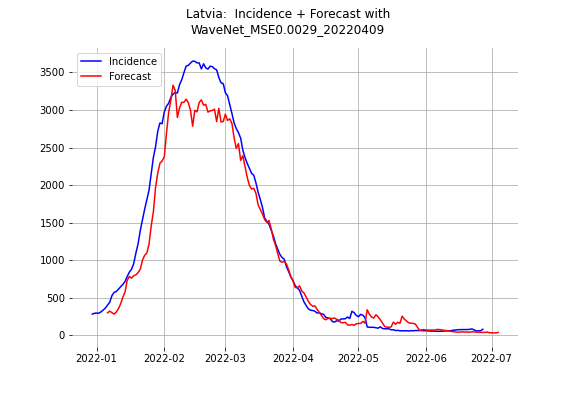 Latvia:  Incidence + Forecast with
WaveNet_MSE0.0029_20220409
Incidence
Forecast
3500
3000
2500
2000
1500
1000
500
0
2022-01 2022-02 2022-03 2022-04 2022-05 2022-06 2022-07